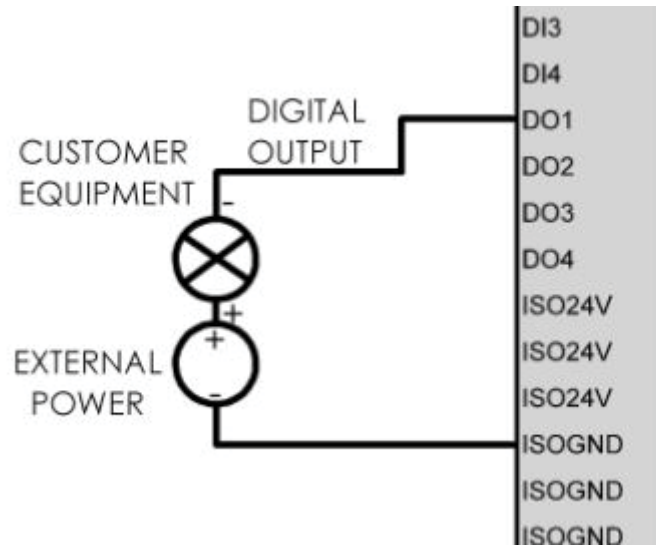 DI3
DI4
DIGITAL
OUTPUT
DO1
CUSTOMER
EQUIPMENT
DO2
-
DO3
DO4
+
ISO24V
+
ISO24V
EXTERNAL
POWER
-
ISO24V
ISOGND
ISOGND
ISOGND